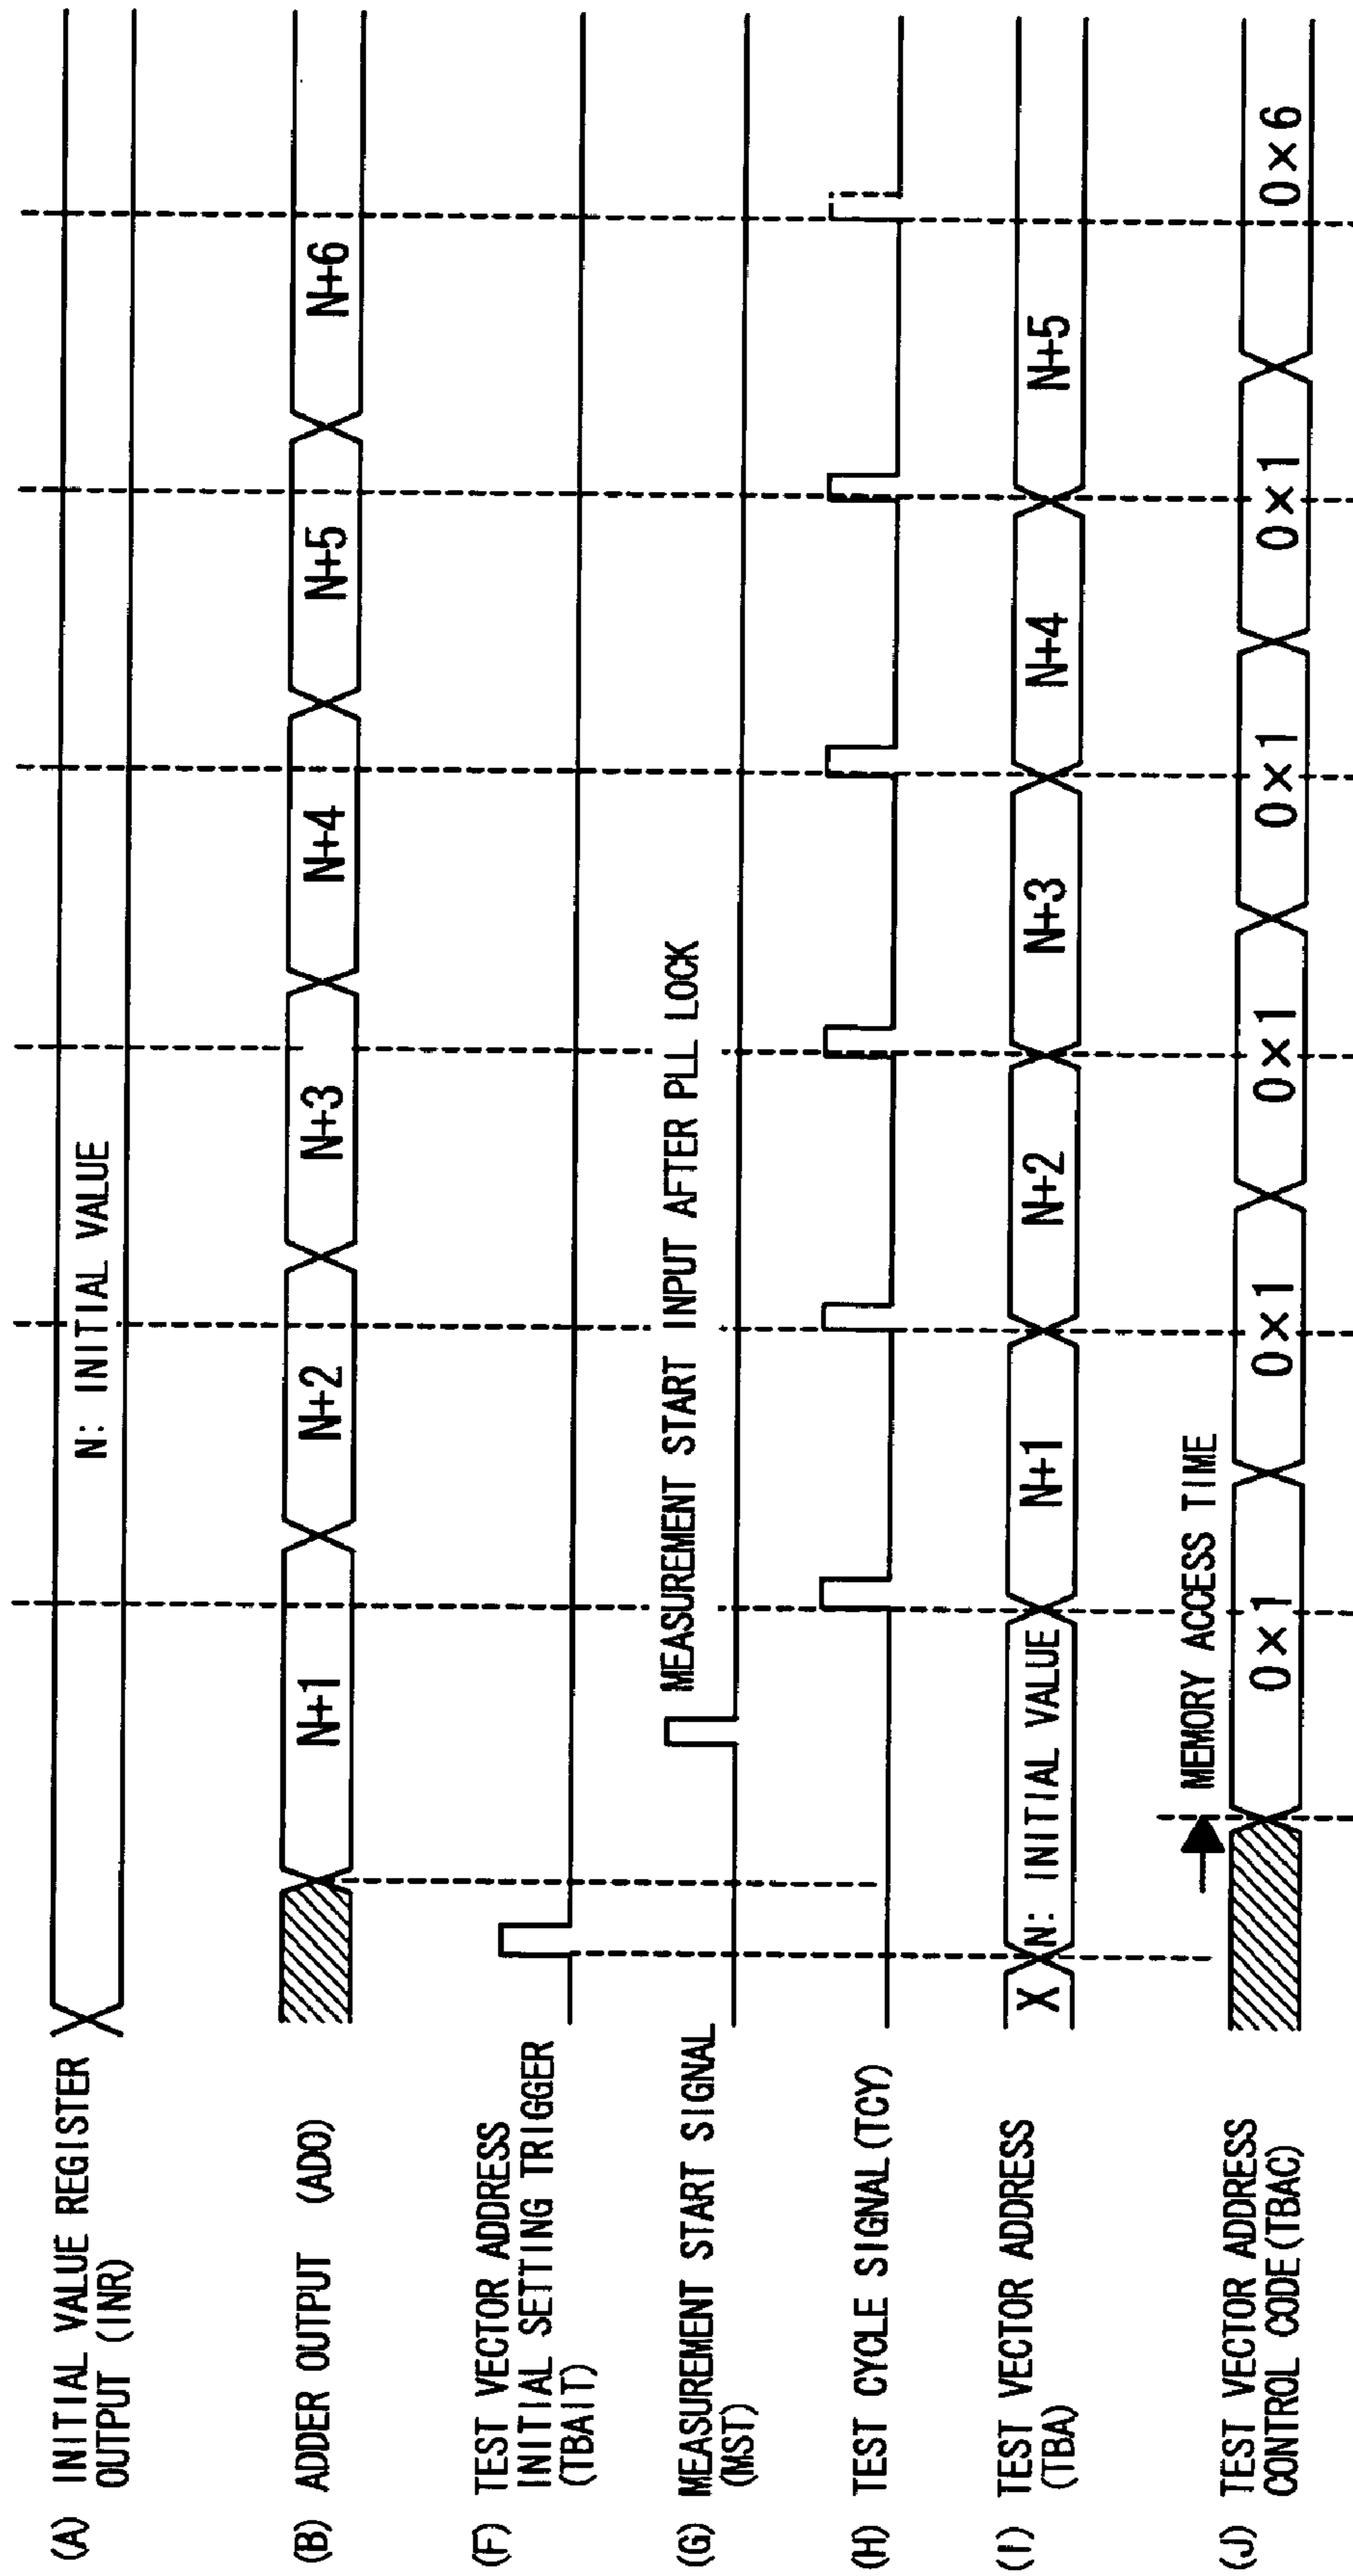 (A) INITIAL VALUE REGISTER
OUTPUT (INR)
N: INITIAL VALUE
(B) ADDER OUTPUT (ADO)
N+1 N+2 N+3 N+4 N+5 N+6
(F) TEST VECTOR ADDRESS
INITIAL SETTING TRIGGER
(TBAIT)
(G) MEASUREMENT START SIGNAL
(MST)
MEASUREMENT START INPUT AFTER PLL LOCK
(H) TEST CYCLE SIGNAL(TCY)
(I) TEST VECTOR ADDRESS
(TBA)
X N: INITIAL VALUE N+1 N+2 N+3 N+4 N+5
MEMORY ACCESS TIME
(J) TEST VECTOR ADDRESS
CONTROL CODE(TBAC)
0×1 0×1 0×1 0×1 0×1 0×6